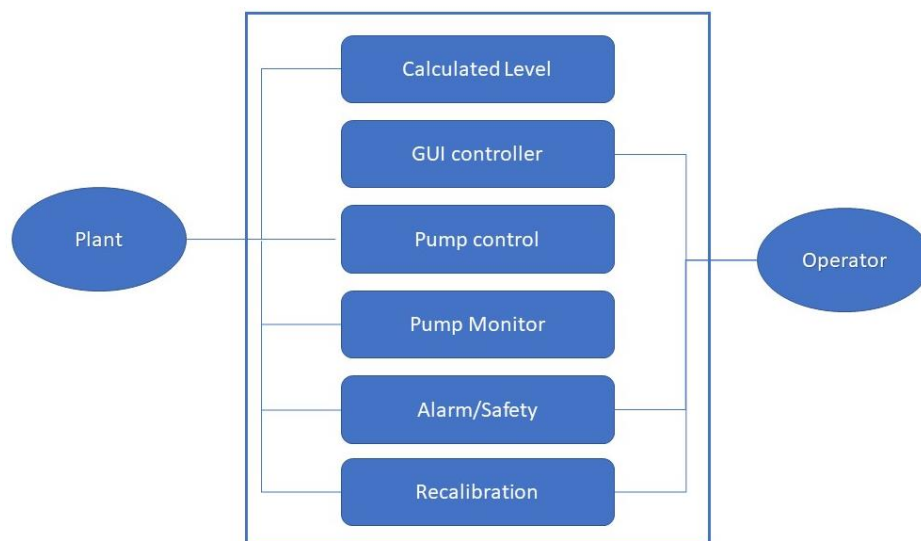 Calculated Level
GUI controller
Plant
Pump control
Operator
Pump Monitor
Alarm/Safety
Recalibration